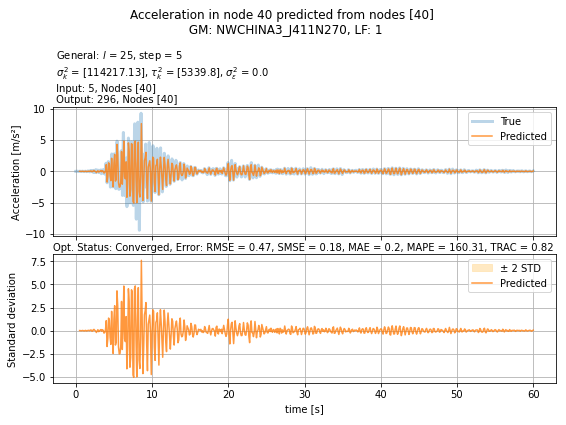 Acceleration in node 40 predicted from nodes [40]
GM: NWCHINA3_J411N270, LF: 1
General: l = 25, step = 5
σ²ₖ = [114217.13], τ²ₖ = [5339.8], σ²ε = 0.0
Input: 5, Nodes [40]
Output: 296, Nodes [40]
10
5
0
−5
−10
Acceleration [m/s²]
True
Predicted
Opt. Status: Converged, Error: RMSE = 0.47, SMSE = 0.18, MAE = 0.2, MAPE = 160.31, TRAC = 0.82
7.5
5.0
2.5
0.0
−2.5
−5.0
Standard deviation
± 2 STD
Predicted
0 10 20 30 40 50 60
time [s]